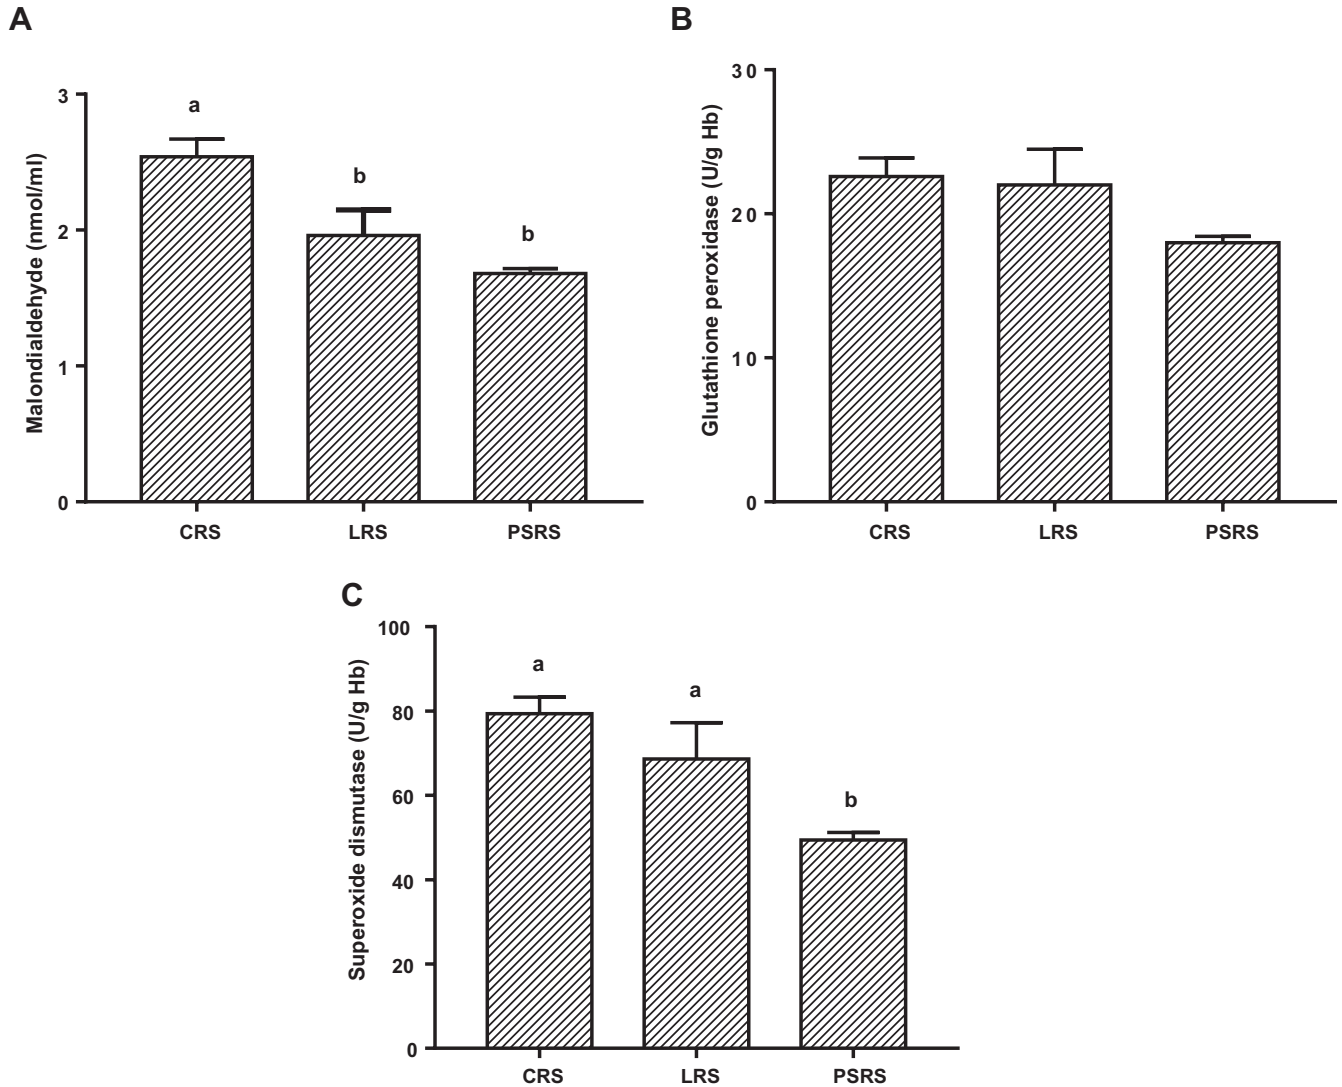 A
Malondialdehyde (nmol/ml)
3
2
1
0
a
b
b
CRS LRS PSRS
B
Glutathione peroxidase (U/g Hb)
30
20
10
0
CRS LRS PSRS
C
Superoxide dismutase (U/g Hb)
100
80
60
40
20
0
a
a
b
CRS LRS PSRS